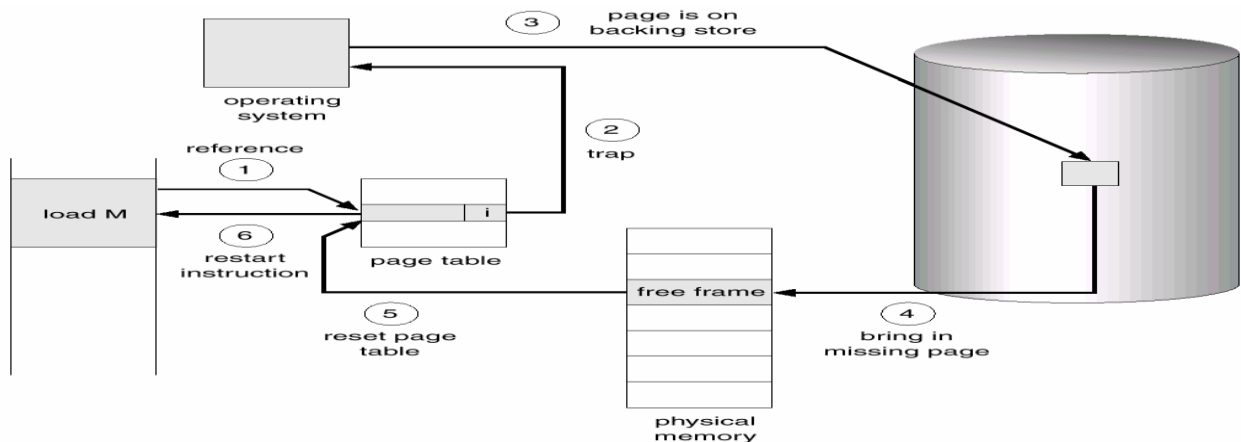 3
page is on
backing store
operating
system
2
trap
reference
1
load M
i
6
restart
instruction
page table
free frame
5
reset page
table
4
bring in
missing page
physical
memory